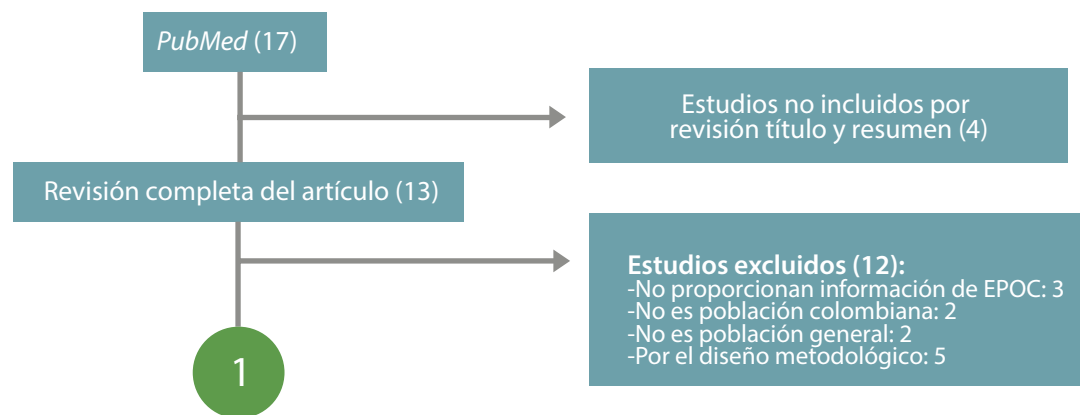 PubMed (17)
Estudios no incluidos por
revisión título y resumen (4)
Revisión completa del artículo (13)
Estudios excluidos (12):
-No proporcionan información de EPOC: 3
-No es población colombiana: 2
-No es población general: 2
-Por el diseño metodológico: 5
1